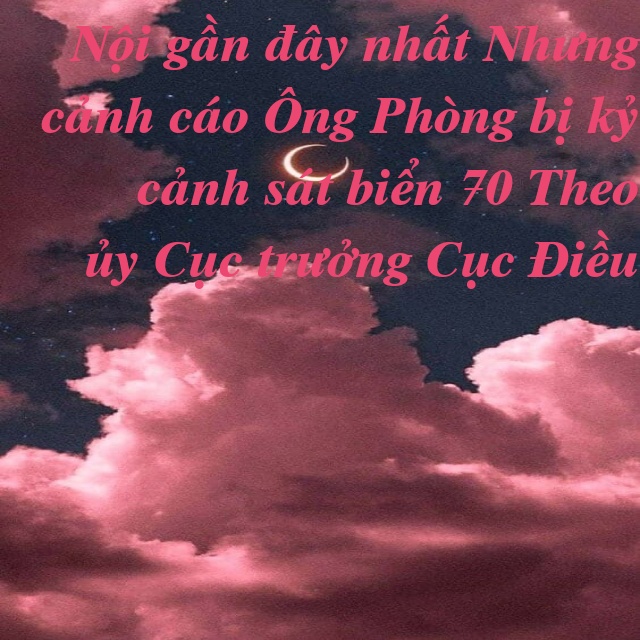 Nội gần đây nhất Nhưng
cảnh cáo Ông Phòng bị kỷ
cảnh sát biển 70 Theo
ủy Cục trưởng Cục Điều